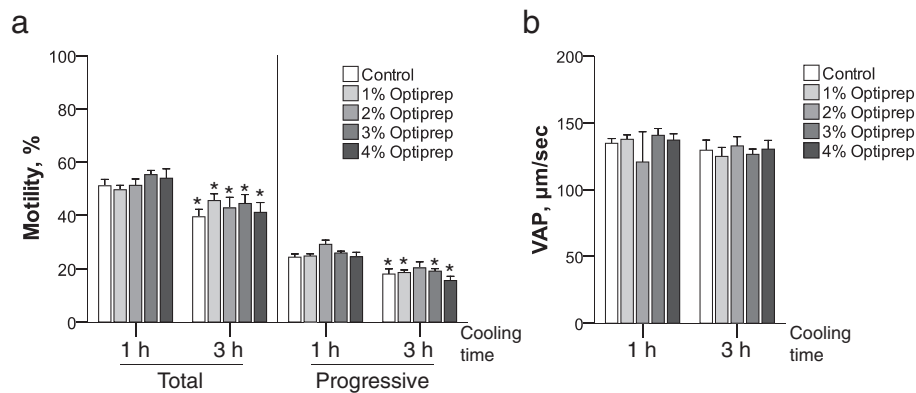 a
Motility, %
100
80
60
40
20
0
Control
1% Optiprep
2% Optiprep
3% Optiprep
4% Optiprep
* * * * *
* * * *
1 h 3 h 1 h 3 h
Cooling
time
Total Progressive
b
VAP, µm/sec
200
150
100
50
0
Control
1% Optiprep
2% Optiprep
3% Optiprep
4% Optiprep
1 h 3 h
Cooling
time